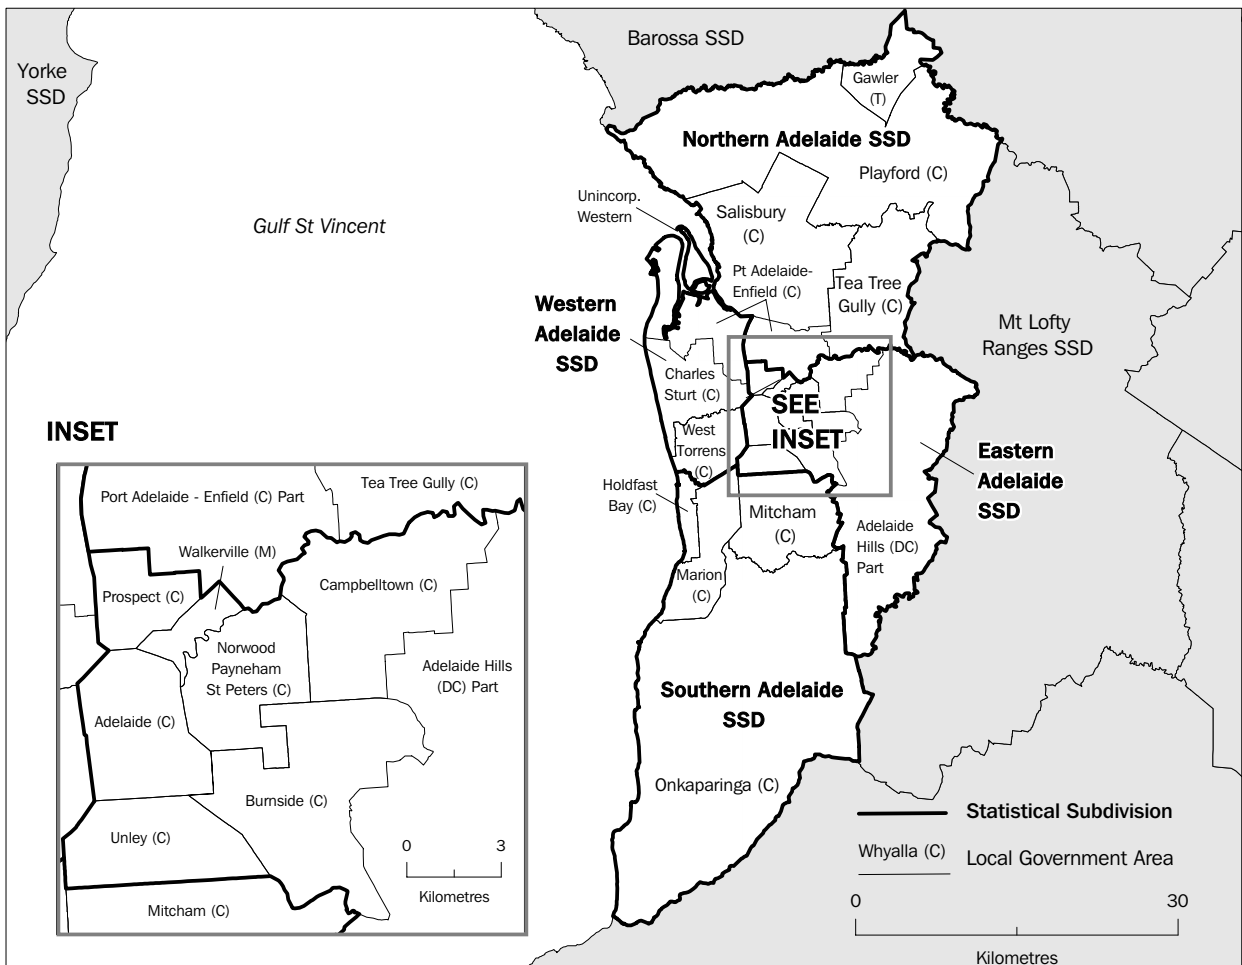 Barossa SSD
Yorke
SSD
Gawler
(T)
Northern Adelaide SSD
Playford (C)
Unincorp.
Western
Salisbury
(C)
Gulf St Vincent
Pt Adelaide-
Enfield (C)
Tea Tree
Gully (C)
Western
Adelaide
SSD
Mt Lofty
Ranges SSD
Charles
Sturt (C)
SEE
INSET
West
Torrens
(C)
Eastern
Adelaide
SSD
Holdfast
Bay (C)
Mitcham
(C)
Adelaide
Hills (DC)
Part
Marion
(C)
Southern Adelaide
SSD
Onkaparinga (C)
INSET
Port Adelaide - Enfield (C) Part
Tea Tree Gully (C)
Walkerville (M)
Campbelltown (C)
Prospect (C)
Norwood
Payneham
St Peters (C)
Adelaide Hills
(DC) Part
Adelaide (C)
Burnside (C)
Unley (C)
0 3
Kilometres
Mitcham (C)
Statistical Subdivision
Whyalla (C)
Local Government Area
0 30
Kilometres